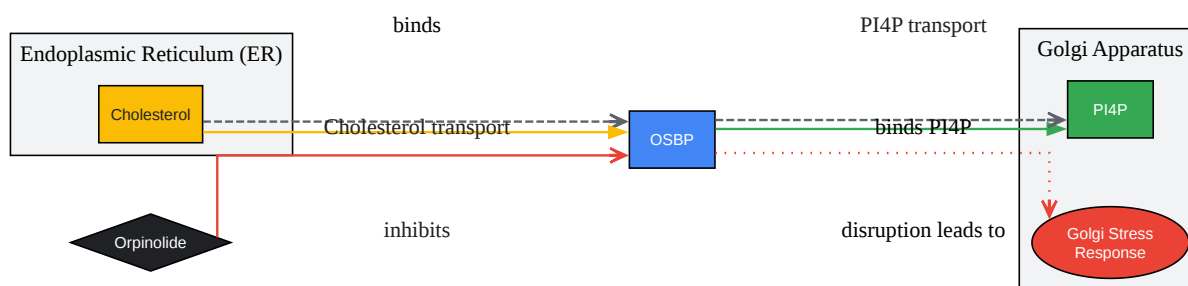 binds
PI4P transport
Endoplasmic Reticulum (ER)
Golgi Apparatus
Cholesterol
PI4P
Cholesterol transport
OSBP
binds PI4P
Orpinolide
inhibits
disruption leads to
Golgi Stress
Response